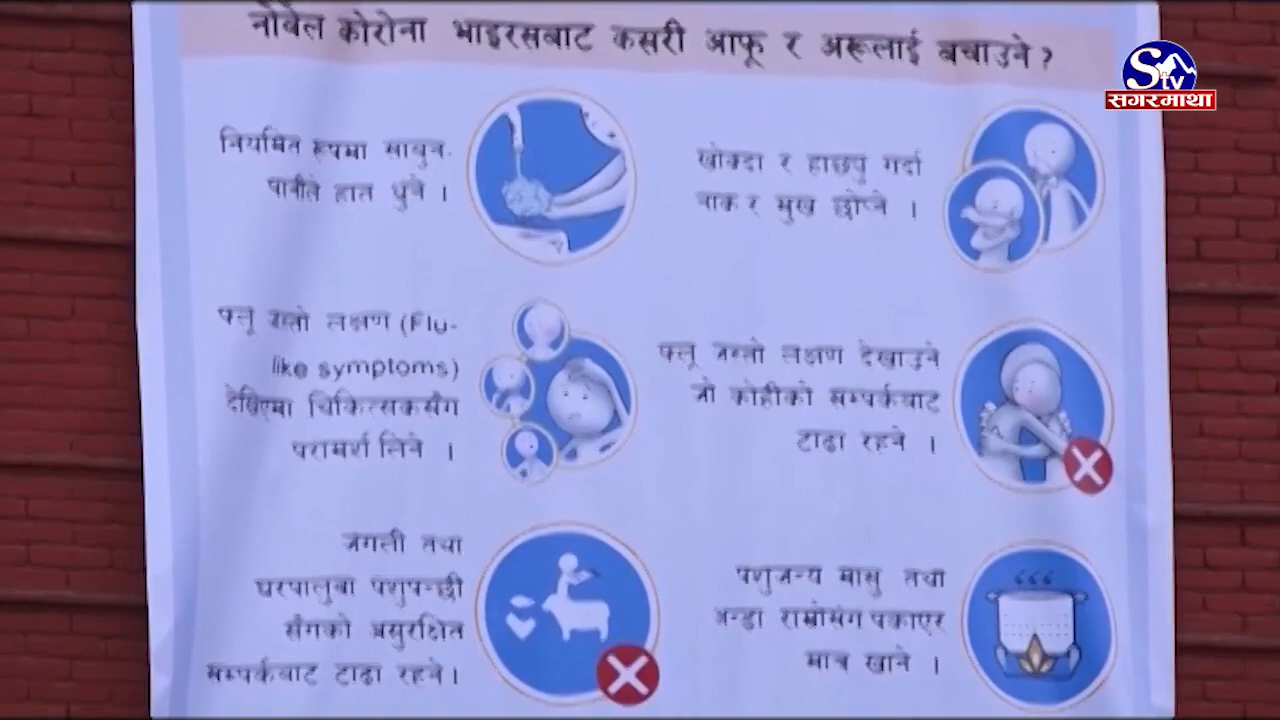 नोबेल कोरोना भाइरसबाट कसरी आफू र अरूलाई बचाउने ?
S tv
सगरमाथा
नियमित रूपमा साबुन-
पानीले हात धुने ।
खोक्दा र हाछ्युँ गर्दा
नाक र मुख छोप्ने ।
फ्लू जस्तो लक्षण (Flu-
like symptoms)
देखिएमा चिकित्सकसँग
परामर्श लिने ।
फ्लू जस्तो लक्षण देखाउने
जो कोहीको सम्पर्कबाट
टाढा रहने ।
जंगली तथा
घरपालुवा पशुपन्छी
सँगको असुरक्षित
सम्पर्कबाट टाढा रहने।
पशुजन्य मासु तथा
अन्डा राम्रोसँग पकाएर
मात्र खाने ।